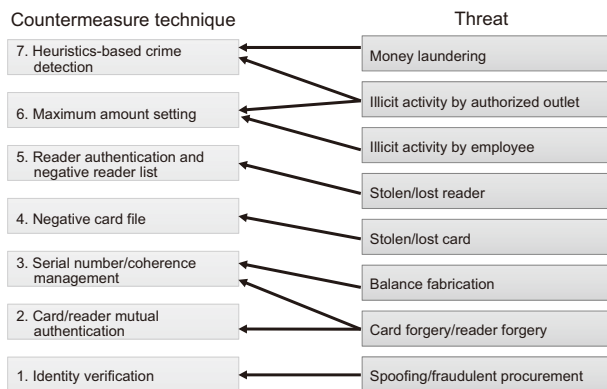 Countermeasure technique
Threat
7. Heuristics-based crime
detection
Money laundering
6. Maximum amount setting
Illicit activity by authorized outlet
Illicit activity by employee
5. Reader authentication and
negative reader list
Stolen/lost reader
4. Negative card file
Stolen/lost card
3. Serial number/coherence
management
Balance fabrication
2. Card/reader mutual
authentication
Card forgery/reader forgery
1. Identity verification
Spoofing/fraudulent procurement